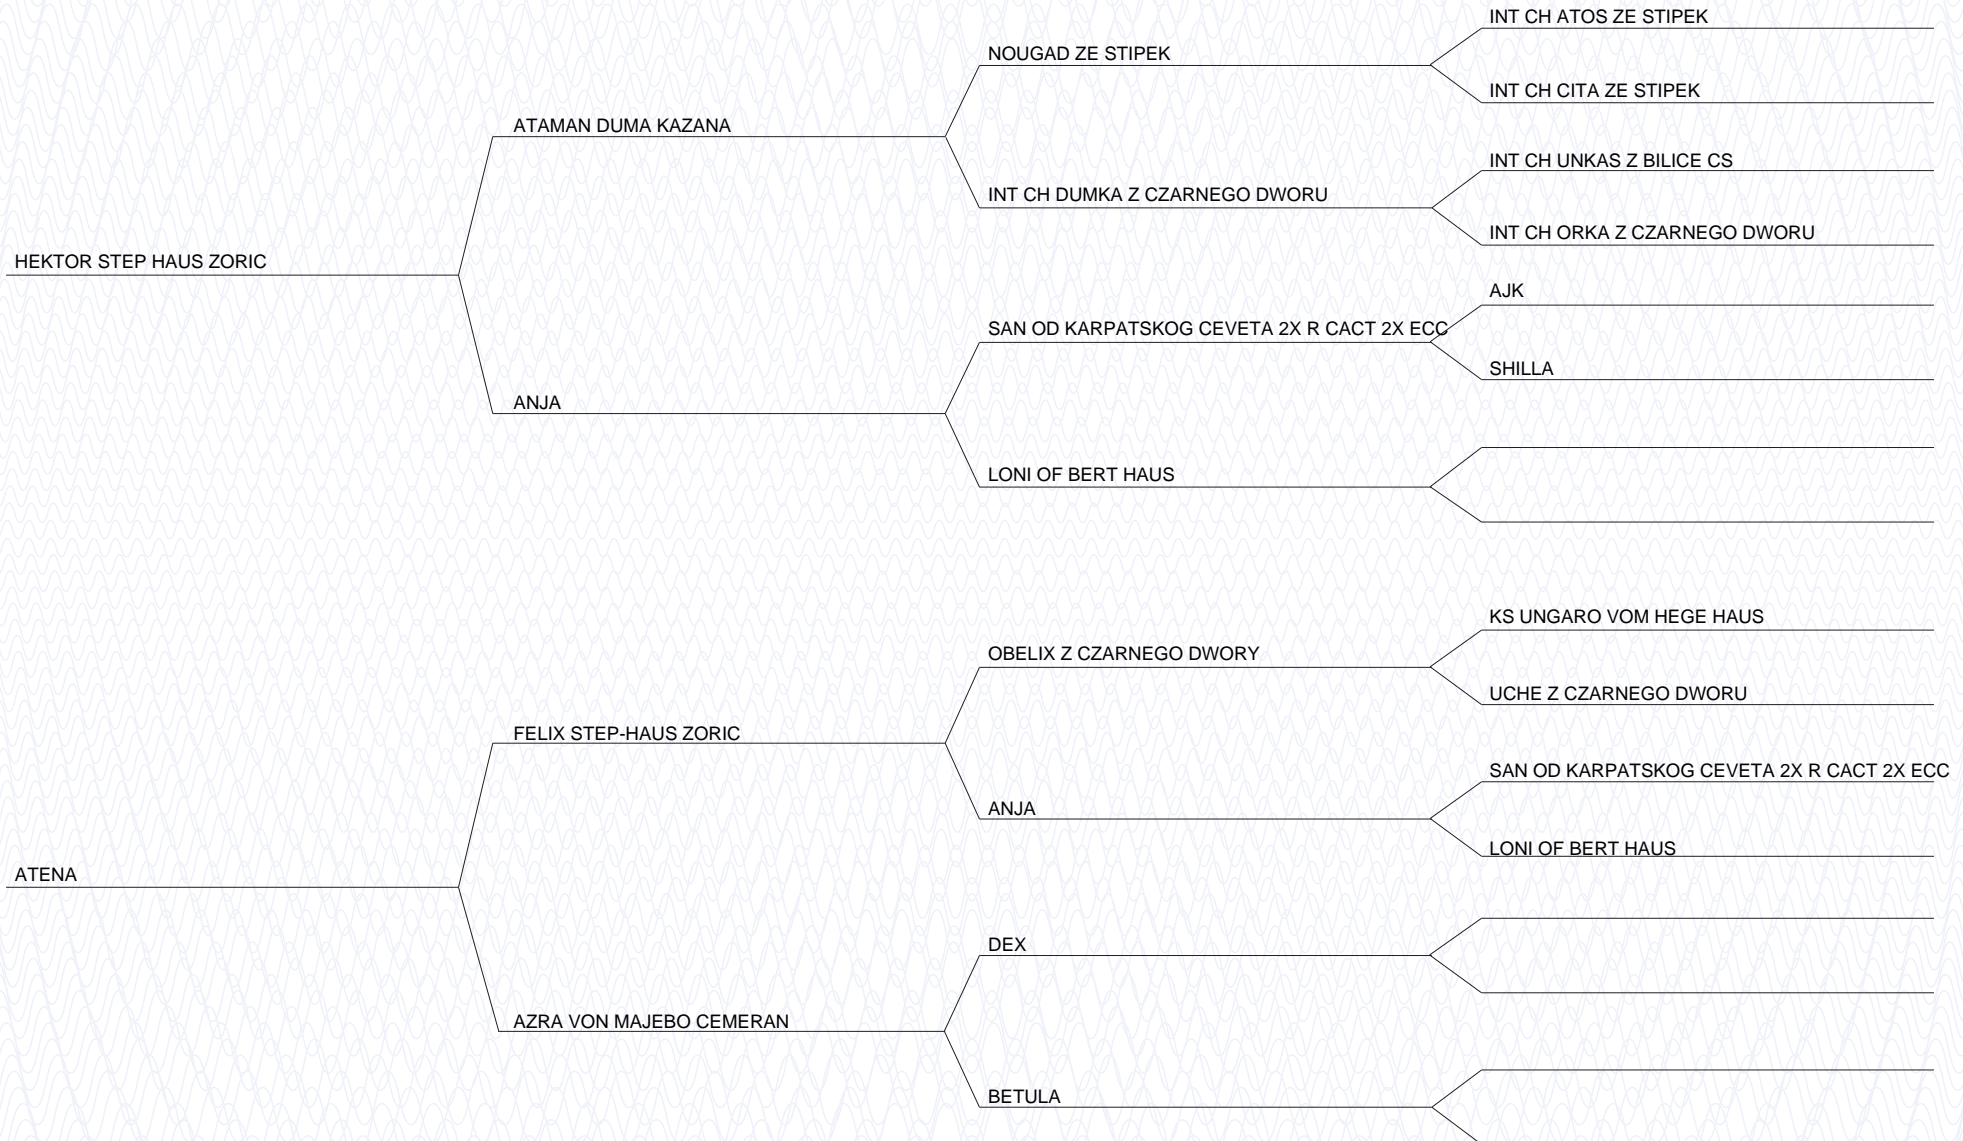 INT CH ATOS ZE STIPEK
NOUGAD ZE STIPEK
INT CH CITA ZE STIPEK
ATAMAN DUMA KAZANA
INT CH UNKAS Z BILICE CS
INT CH DUMKA Z CZARNEGO DWORU
INT CH ORKA Z CZARNEGO DWORU
HEKTOR STEP HAUS ZORIC
AJK
SAN OD KARPATSKOG CEVETA 2X R CACT 2X ECC
SHILLA
ANJA
LONI OF BERT HAUS
KS UNGARO VOM HEGE HAUS
OBELIX Z CZARNEGO DWORY
UCHE Z CZARNEGO DWORU
FELIX STEP-HAUS ZORIC
SAN OD KARPATSKOG CEVETA 2X R CACT 2X ECC
ANJA
LONI OF BERT HAUS
ATENA
DEX
AZRA VON MAJEBO CEMERAN
BETULA